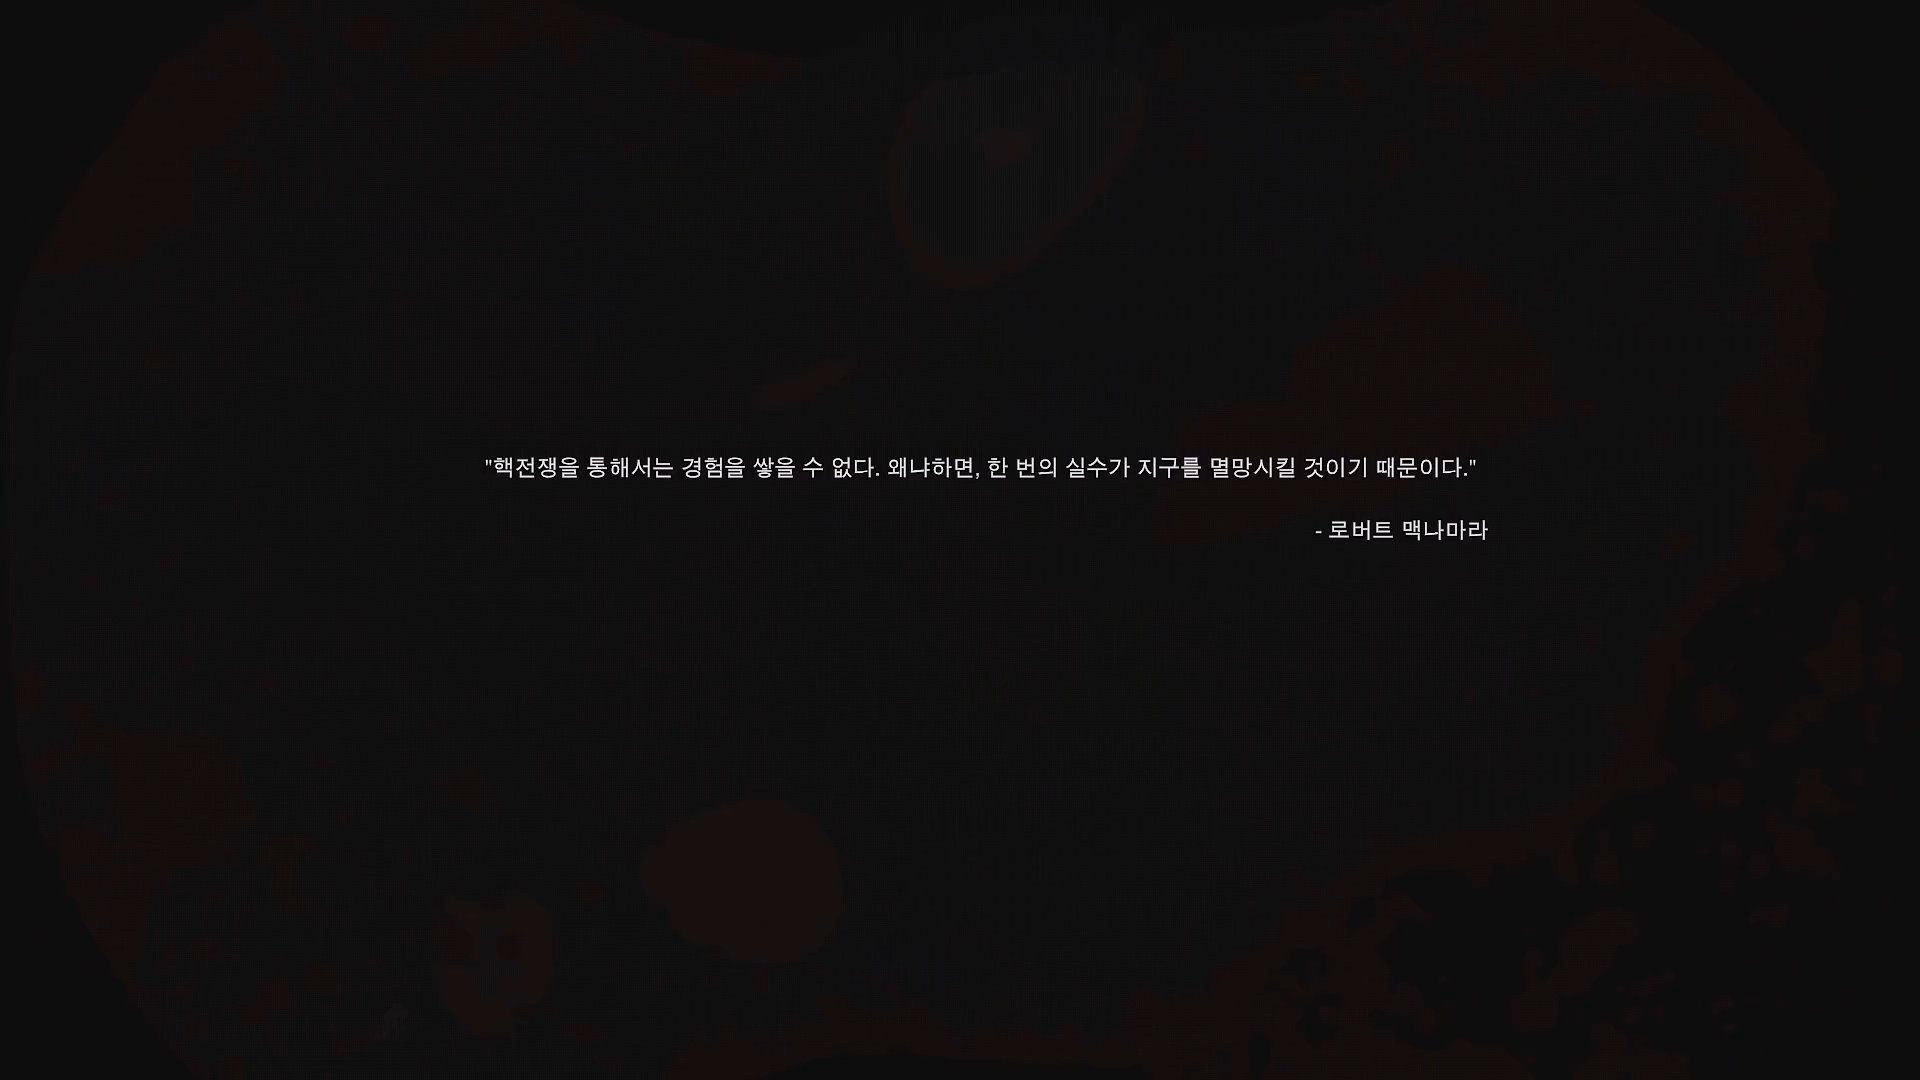 "핵전쟁을 통해서는 경험을 쌓을 수 없다. 왜냐하면, 한 번의 실수가 지구를 멸망시킬 것이기 때문이다."
- 로버트 맥나마라